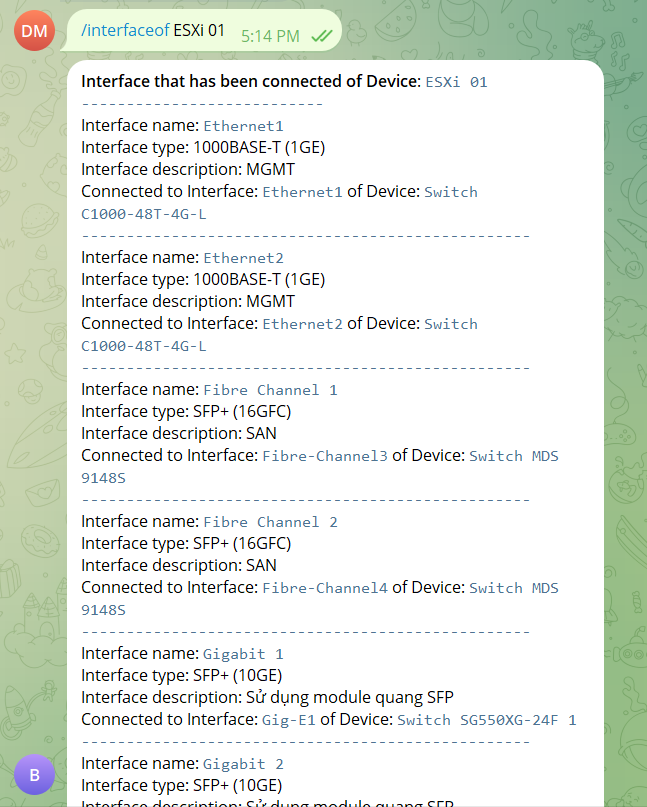 DM
/interfaceof ESXi 01 5:14 PM
Interface that has been connected of Device: ESXi 01
---------------------------
Interface name: Ethernet1
Interface type: 1000BASE-T (1GE)
Interface description: MGMT
Connected to Interface: Ethernet1 of Device: Switch
C1000-48T-4G-L
--------------------------------------------------
Interface name: Ethernet2
Interface type: 1000BASE-T (1GE)
Interface description: MGMT
Connected to Interface: Ethernet2 of Device: Switch
C1000-48T-4G-L
--------------------------------------------------
Interface name: Fibre Channel 1
Interface type: SFP+ (16GFC)
Interface description: SAN
Connected to Interface: Fibre-Channel3 of Device: Switch MDS
9148S
--------------------------------------------------
Interface name: Fibre Channel 2
Interface type: SFP+ (16GFC)
Interface description: SAN
Connected to Interface: Fibre-Channel4 of Device: Switch MDS
9148S
--------------------------------------------------
Interface name: Gigabit 1
Interface type: SFP+ (10GE)
Interface description: Sử dụng module quang SFP
Connected to Interface: Gig-E1 of Device: Switch SG550XG-24F 1
--------------------------------------------------
Interface name: Gigabit 2
Interface type: SFP+ (10GE)
Interface description: Sử dụng module quang SFP
B